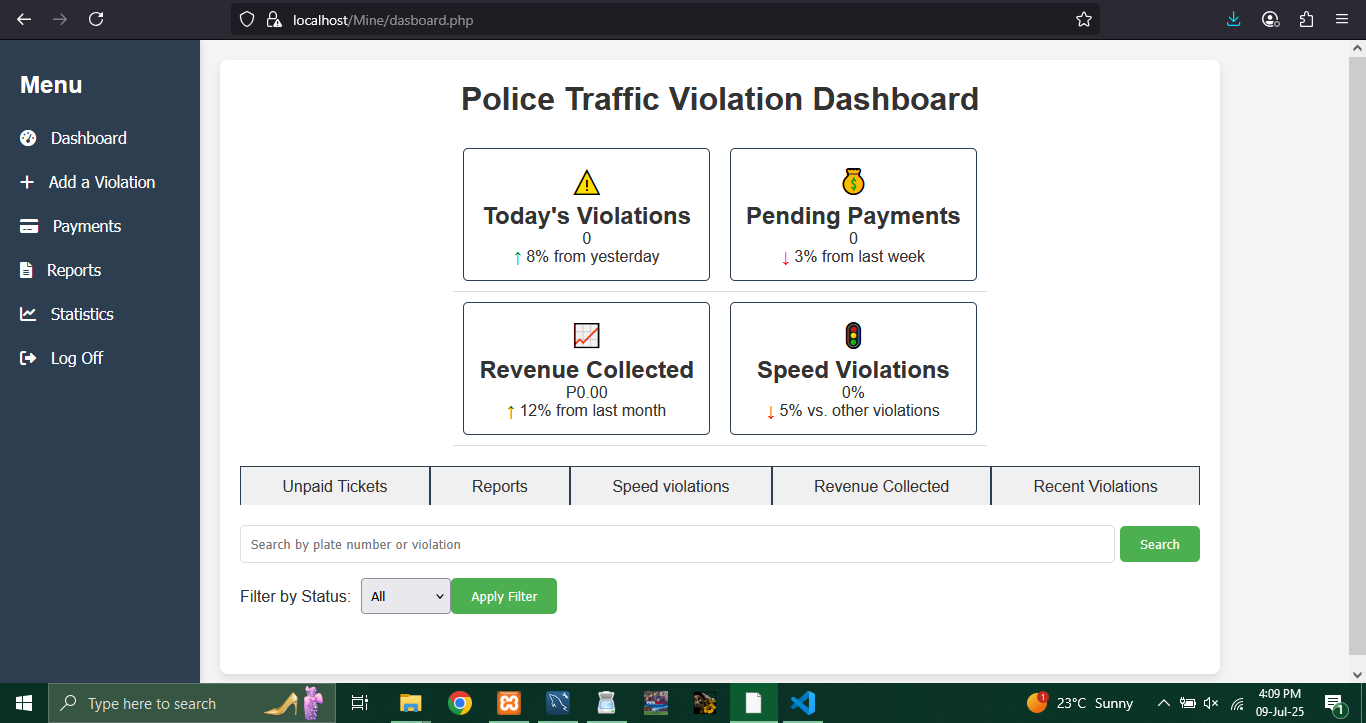 localhost/Mine/dasboard.php
Menu
Dashboard
Add a Violation
Payments
Reports
Statistics
Log Off
Police Traffic Violation Dashboard
Today's Violations
0
↑ 8% from yesterday
Pending Payments
0
↓ 3% from last week
Revenue Collected
P0.00
↑ 12% from last month
Speed Violations
0%
↓ 5% vs. other violations
Unpaid Tickets
Reports
Speed violations
Revenue Collected
Recent Violations
Search by plate number or violation
Search
Filter by Status:
All
Apply Filter
Type here to search
1
23°C Sunny
4:09 PM
09-Jul-25
1